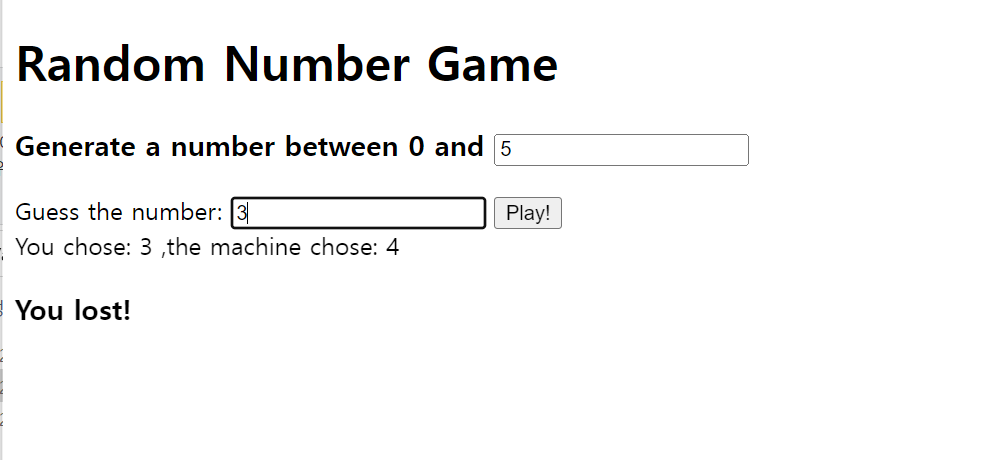 Random Number Game
Generate a number between 0 and 5
Guess the number: 3 Play!
You chose: 3 ,the machine chose: 4
You lost!